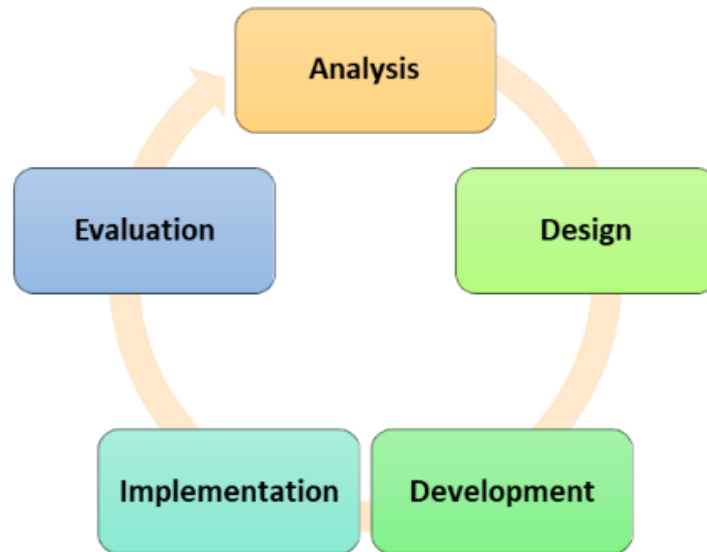 Analysis
Design
Development
Implementation
Evaluation